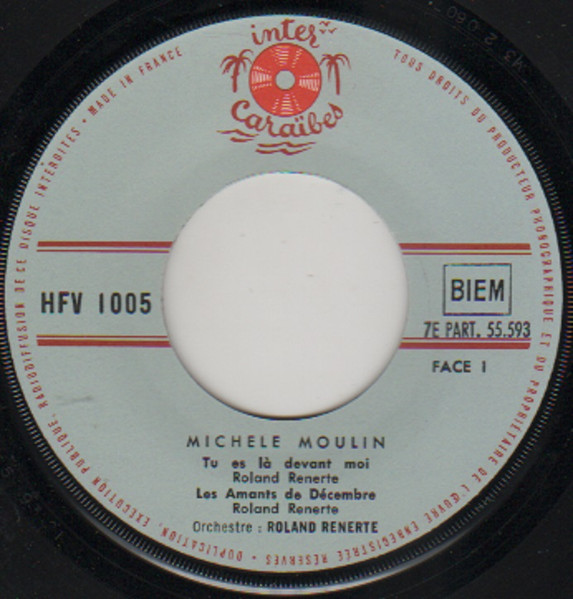 inter
Caraïbes
TOUS DROITS DU PRODUCTEUR PHONOGRAPHIQUE ET DU PROPRIÉTAIRE DE L'ŒUVRE ENREGISTRÉE RÉSERVÉS • DUPLICATION, EXÉCUTION PUBLIQUE, RADIODIFFUSION DE CE DISQUE INTERDITES • MADE IN FRANCE
HFV 1005
BIEM
7E PART. 55.593
FACE 1
MICHELE MOULIN
Tu es là devant moi
Roland Renerte
Les Amants de Décembre
Roland Renerte
Orchestre : ROLAND RENERTE